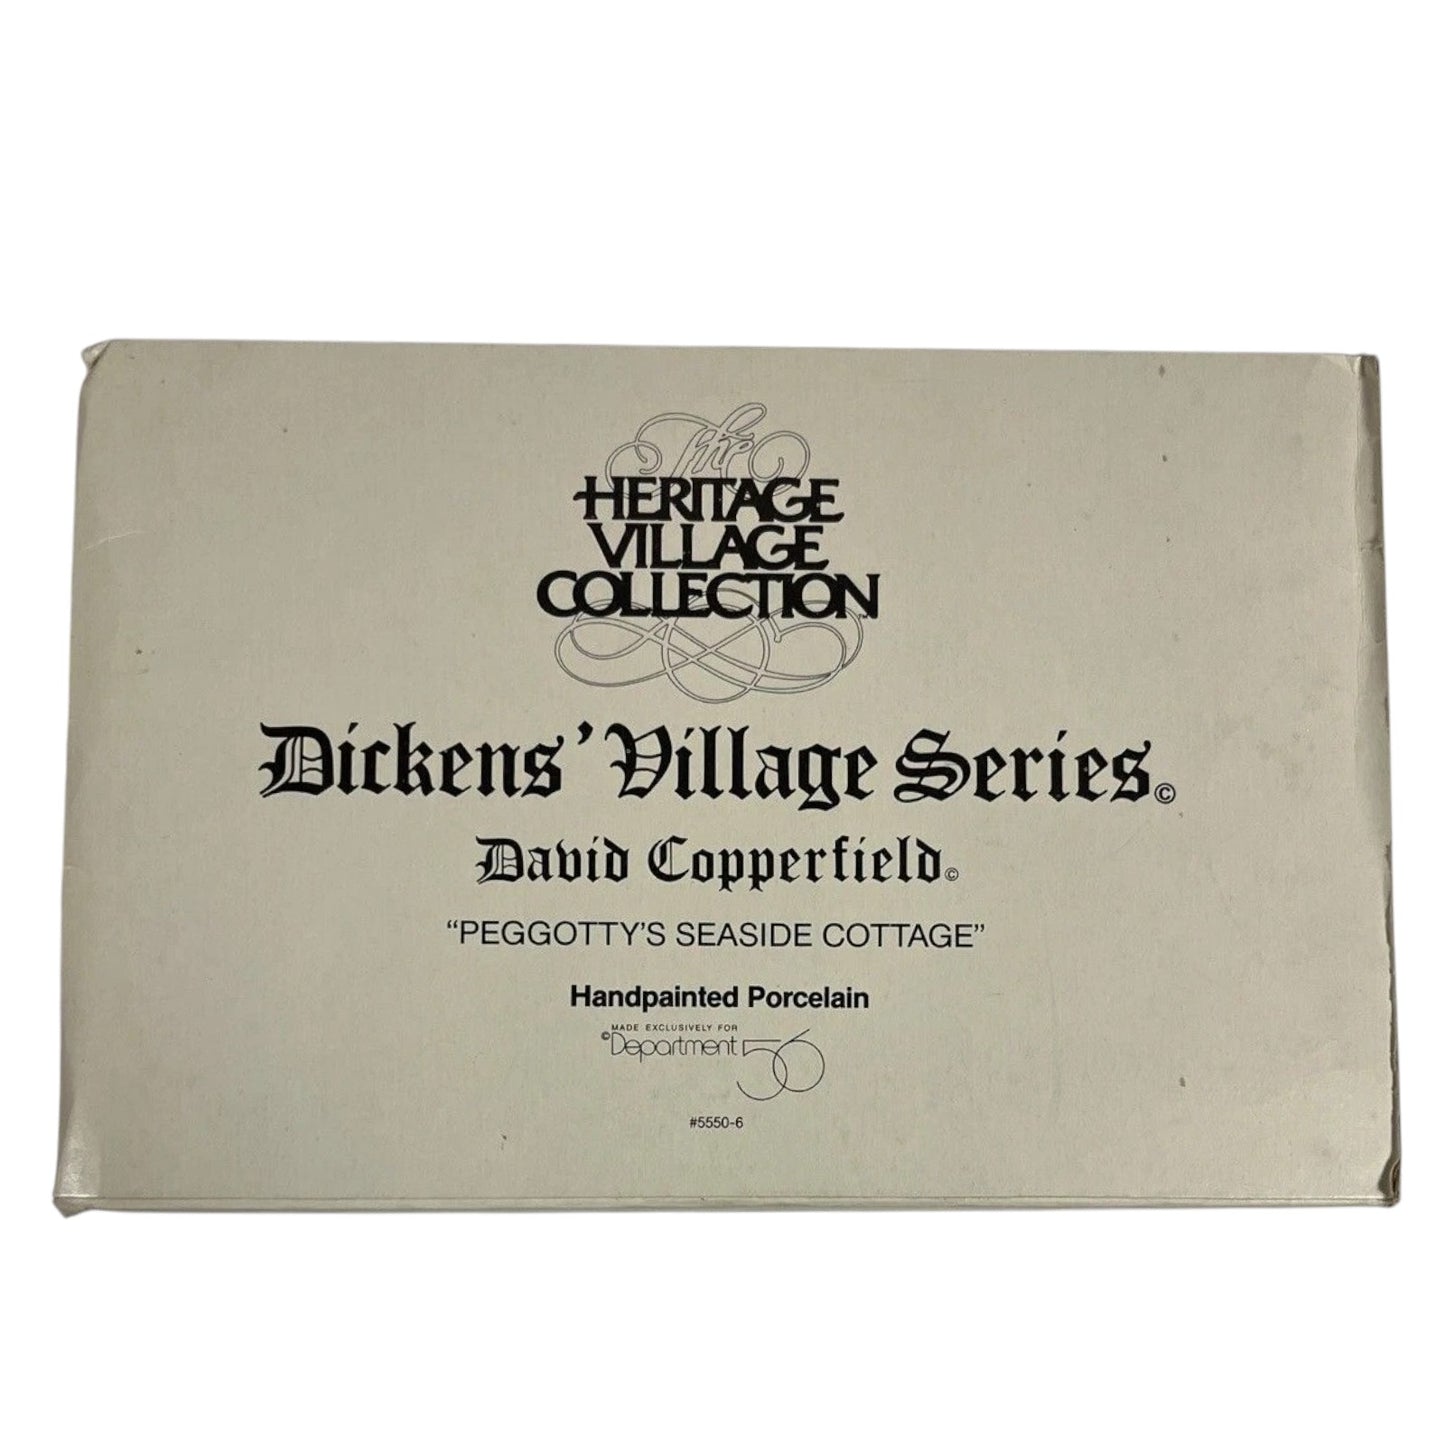 The
HERITAGE
VILLAGE
COLLECTION™
Dickens' Village Series©
David Copperfield©
“PEGGOTTY’S SEASIDE COTTAGE”
Handpainted Porcelain
MADE EXCLUSIVELY FOR
©Department 56
#5550-6